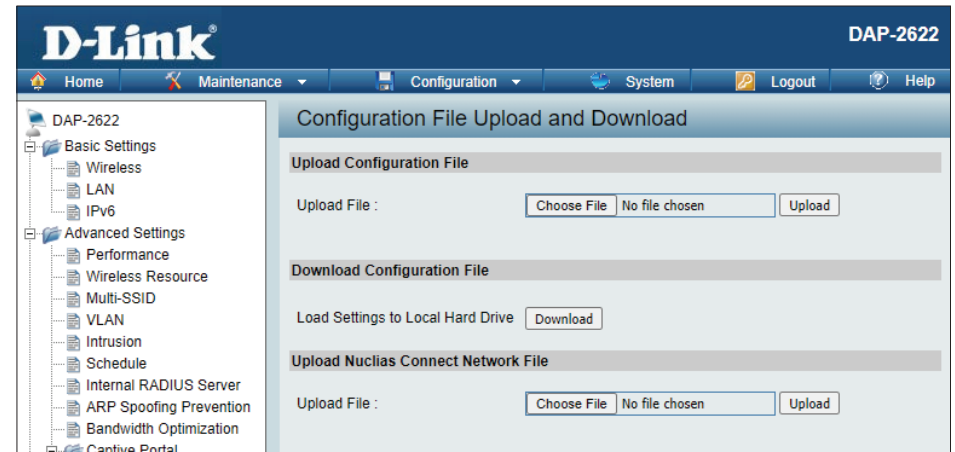 D-Link®
DAP-2622
Home Maintenance Configuration System Logout Help
DAP-2622
Basic Settings
Wireless
LAN
IPv6
Advanced Settings
Performance
Wireless Resource
Multi-SSID
VLAN
Intrusion
Schedule
Internal RADIUS Server
ARP Spoofing Prevention
Bandwidth Optimization
Captive Portal
Configuration File Upload and Download
Upload Configuration File
Upload File : Choose File No file chosen Upload
Download Configuration File
Load Settings to Local Hard Drive Download
Upload Nuclias Connect Network File
Upload File : Choose File No file chosen Upload